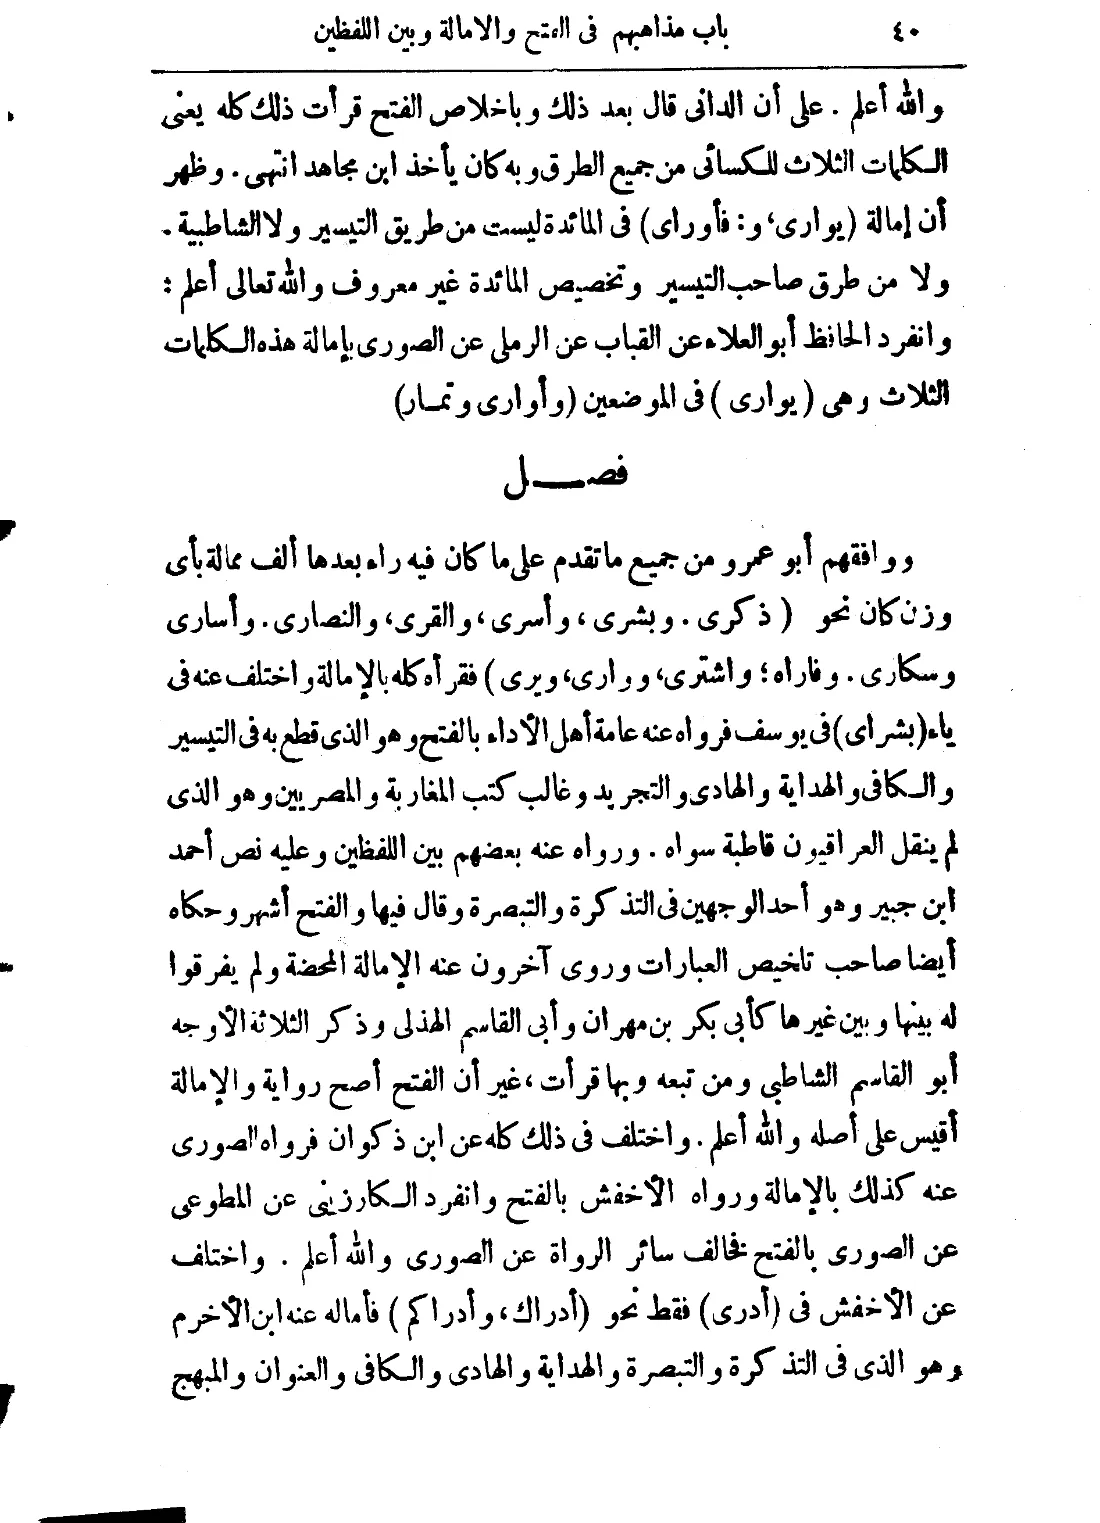 ٤٠ باب مذاهبهم فى الفتح والامالة وبين اللفظين
والله أعلم . على أن الدانى قال بعد ذلك وباخلاص الفتح قرأت ذلك كله يعنى
الكلمات الثلاث للكسائى من جميع الطرق وبه كان يأخذ ابن مجاهد انتهى . وظهر
أن إمالة (يوارى، و: فأوراى) فى المائدة ليست من طريق التيسير ولا الشاطبية .
ولا من طرق صاحب التيسير وتخصيص المائدة غير معروف والله تعالى أعلم :
وانفرد الحافظ أبو العلاء عن القباب عن الرملى عن الصورى بإمالة هذه الكلمات
الثلاث وهى (يوارى) فى الموضعين (وأوارى وتمار)
فصل
ووافقهم أبو عمرو من جميع ما تقدم على ما كان فيه راء بعدها ألف ممالة بأى
وزن كان نحو (ذكرى . وبشرى ، وأسرى ، والقرى، والنصارى . وأسارى
وسكارى . وفاراه ؛ واشترى، ووارى، ويرى) فقرأه كله بالإمالة واختلف عنه فى
ياء (بشراى) فى يوسف فرواه عنه عامة أهل الأداء بالفتح وهو الذى قطع به فى التيسير
والكافى والهداية والهادى والتجريد وغالب كتب المغاربة والمصريين وهو الذى
لم ينقل العراقيون قاطبة سواه . ورواه عنه بعضهم بين اللفظين وعليه نص أحمد
ابن جبير وهو أحد الوجهين فى التذكرة والتبصرة وقال فيها والفتح أشهر وحكاه
أيضا صاحب تلخيص العبارات وروى آخرون عنه الإمالة المحضة ولم يفرقوا
له بينها وبين غيرها كأبى بكر بن مهران وأبى القاسم الهذلى وذكر الثلاثة الأوجه
أبو القاسم الشاطبى ومن تبعه وبها قرأت ، غير أن الفتح أصح رواية والإمالة
أقيس على أصله والله أعلم . واختلف فى ذلك كله عن ابن ذكوان فرواه الصورى
عنه كذلك بالإمالة ورواه الأخفش بالفتح وانفرد الكارزينى عن المطوعى
عن الصورى بالفتح فخالف سائر الرواة عن الصورى والله أعلم . واختلف
عن الأخفش فى (أدرى) فقط نحو (أدراك، وأدراكم) فأماله عنه ابن الأخرم
وهو الذى فى التذكرة والتبصرة والهداية والهادى والكافى والعنوان والمبهج